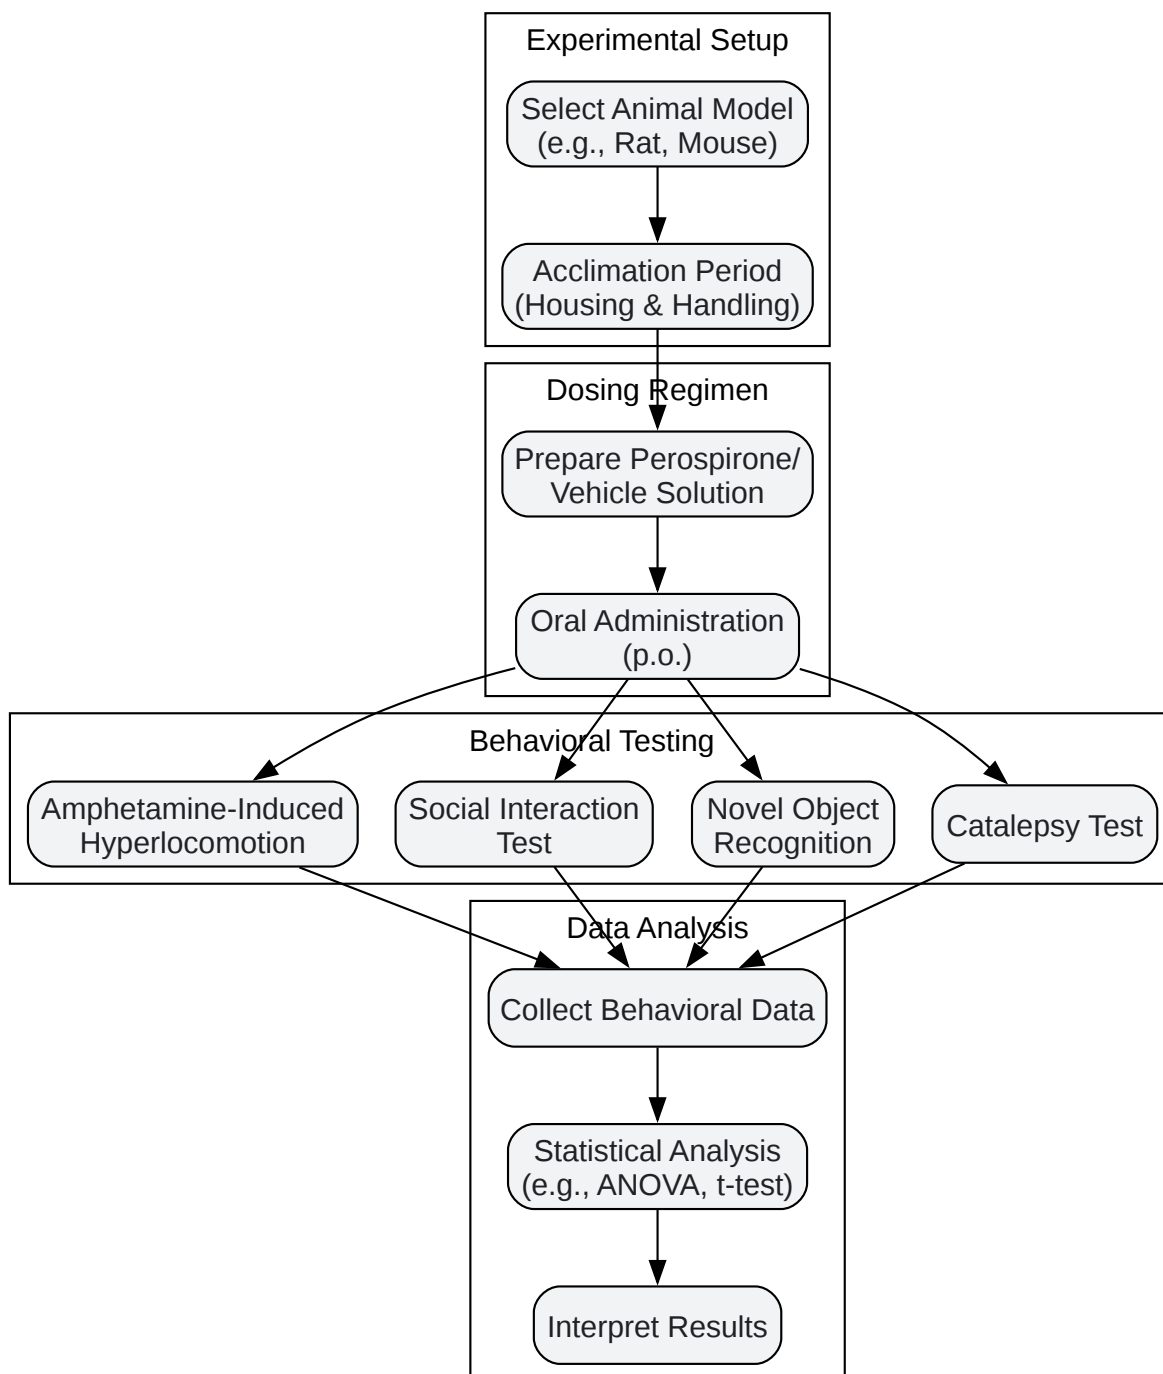 Experimental Setup
Select Animal Model
(e.g., Rat, Mouse)
Acclimation Period
(Housing & Handling)
Dosing Regimen
Prepare Perospirone/
Vehicle Solution
Oral Administration
(p.o.)
Behavioral Testing
Amphetamine-Induced
Hyperlocomotion
Social Interaction
Test
Novel Object
Recognition
Catalepsy Test
Data Analysis
Collect Behavioral Data
Statistical Analysis
(e.g., ANOVA, t-test)
Interpret Results